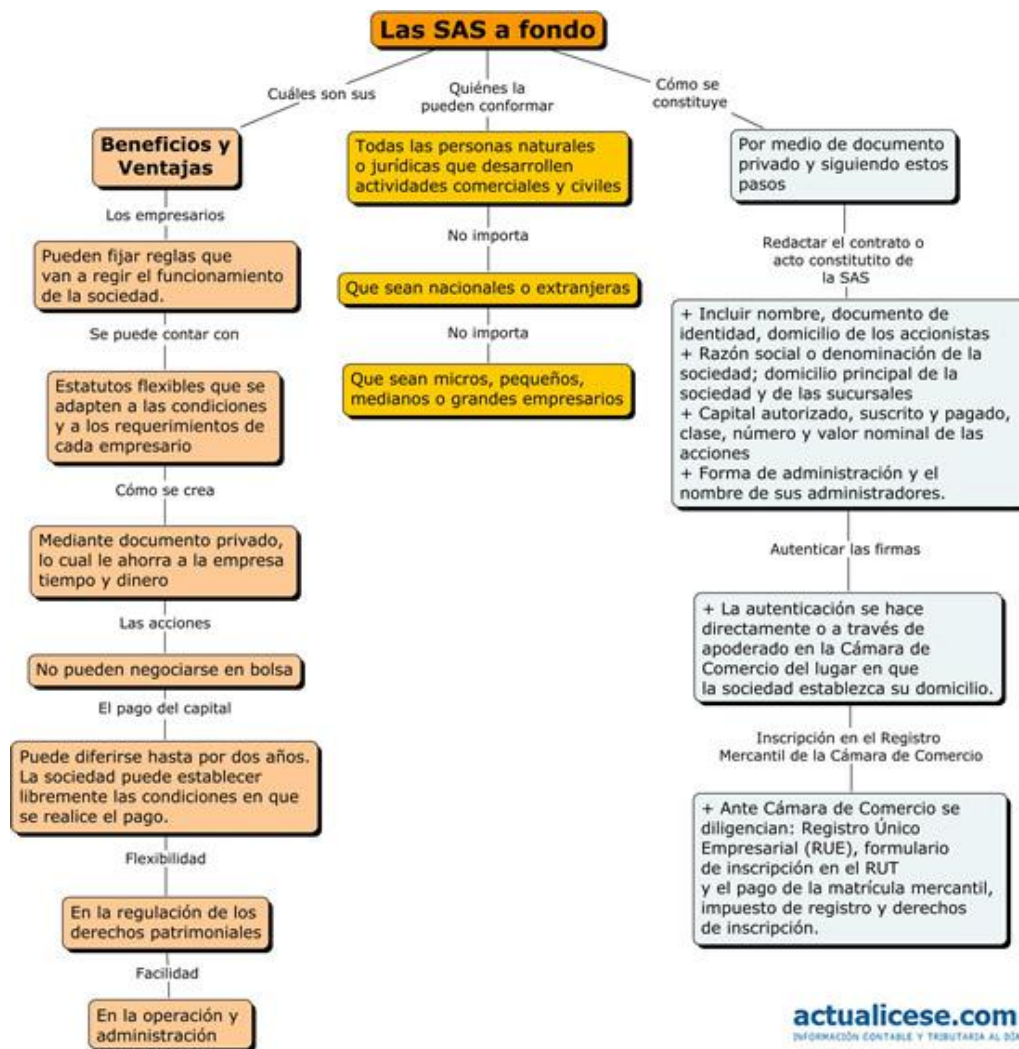 Las SAS a fondo
Cuáles son sus
Beneficios y
Ventajas
Los empresarios
Pueden fijar reglas que
van a regir el funcionamiento
de la sociedad.
Se puede contar con
Estatutos flexibles que se
adapten a las condiciones
y a los requerimientos de
cada empresario
Cómo se crea
Mediante documento privado,
lo cual le ahorra a la empresa
tiempo y dinero
Las acciones
No pueden negociarse en bolsa
El pago del capital
Puede diferirse hasta por dos años.
La sociedad puede establecer
libremente las condiciones en que
se realice el pago.
Flexibilidad
En la regulación de los
derechos patrimoniales
Facilidad
En la operación y
administración
Quiénes la
pueden conformar
Todas las personas naturales
o jurídicas que desarrollen
actividades comerciales y civiles
No importa
Que sean nacionales o extranjeras
No importa
Que sean micros, pequeños,
medianos o grandes empresarios
Cómo se
constituye
Por medio de documento
privado y siguiendo estos
pasos
Redactar el contrato o
acto constitutito de
la SAS
+ Incluir nombre, documento de
identidad, domicilio de los accionistas
+ Razón social o denominación de la
sociedad; domicilio principal de la
sociedad y de las sucursales
+ Capital autorizado, suscrito y pagado,
clase, número y valor nominal de las
acciones
+ Forma de administración y el
nombre de sus administradores.
Autenticar las firmas
+ La autenticación se hace
directamente o a través de
apoderado en la Cámara de
Comercio del lugar en que
la sociedad establezca su domicilio.
Inscripción en el Registro
Mercantil de la Cámara de Comercio
+ Ante Cámara de Comercio se
diligencian: Registro Único
Empresarial (RUE), formulario
de inscripción en el RUT
y el pago de la matrícula mercantil,
impuesto de registro y derechos
de inscripción.
actualicese.com
INFORMACIÓN CONTABLE Y TRIBUTARIA AL DÍA